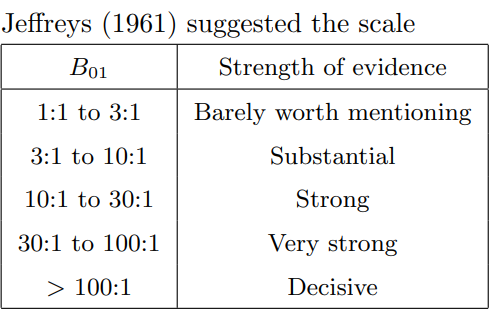 Jeffreys (1961) suggested the scale
B01 Strength of evidence
1:1 to 3:1 Barely worth mentioning
3:1 to 10:1 Substantial
10:1 to 30:1 Strong
30:1 to 100:1 Very strong
> 100:1 Decisive